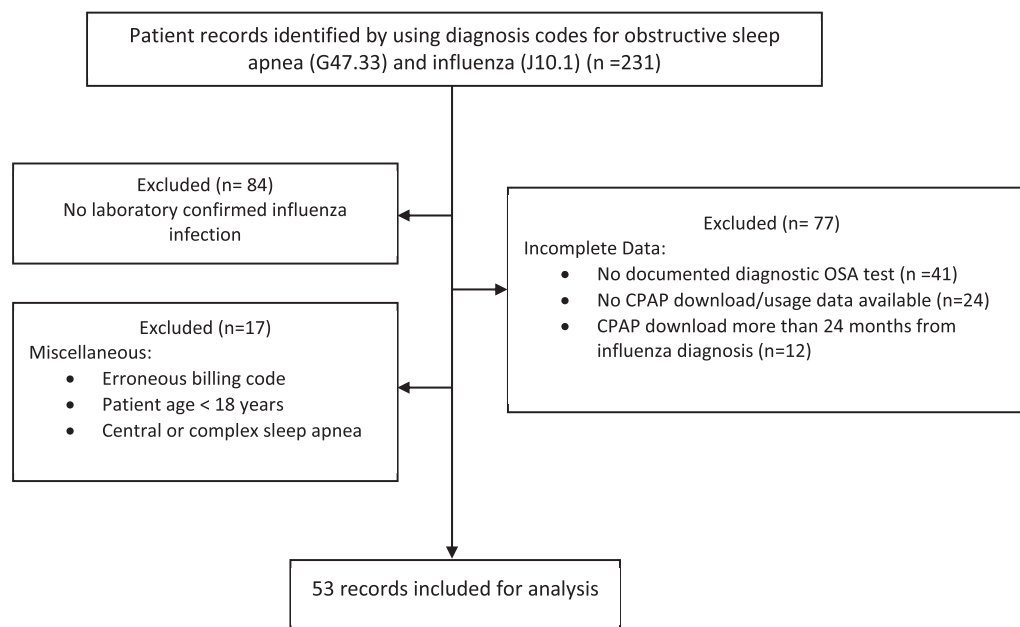 Patient records identified by using diagnosis codes for obstructive sleep
apnea (G47.33) and influenza (J10.1) (n =231)
Excluded (n= 84)
No laboratory confirmed influenza
infection
Excluded (n= 77)
Incomplete Data:
• No documented diagnostic OSA test (n =41)
• No CPAP download/usage data available (n=24)
• CPAP download more than 24 months from
influenza diagnosis (n=12)
Excluded (n=17)
Miscellaneous:
• Erroneous billing code
• Patient age < 18 years
• Central or complex sleep apnea
53 records included for analysis